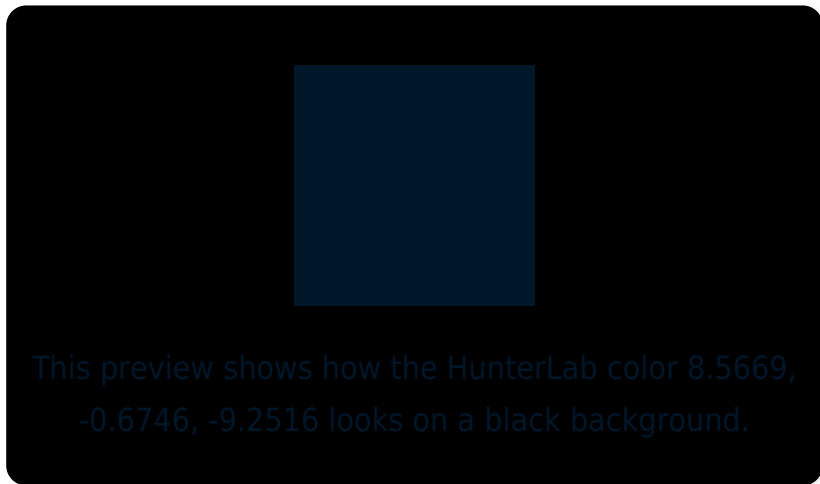 This preview shows how the HunterLab color 8.5669,
-0.6746, -9.2516 looks on a black background.